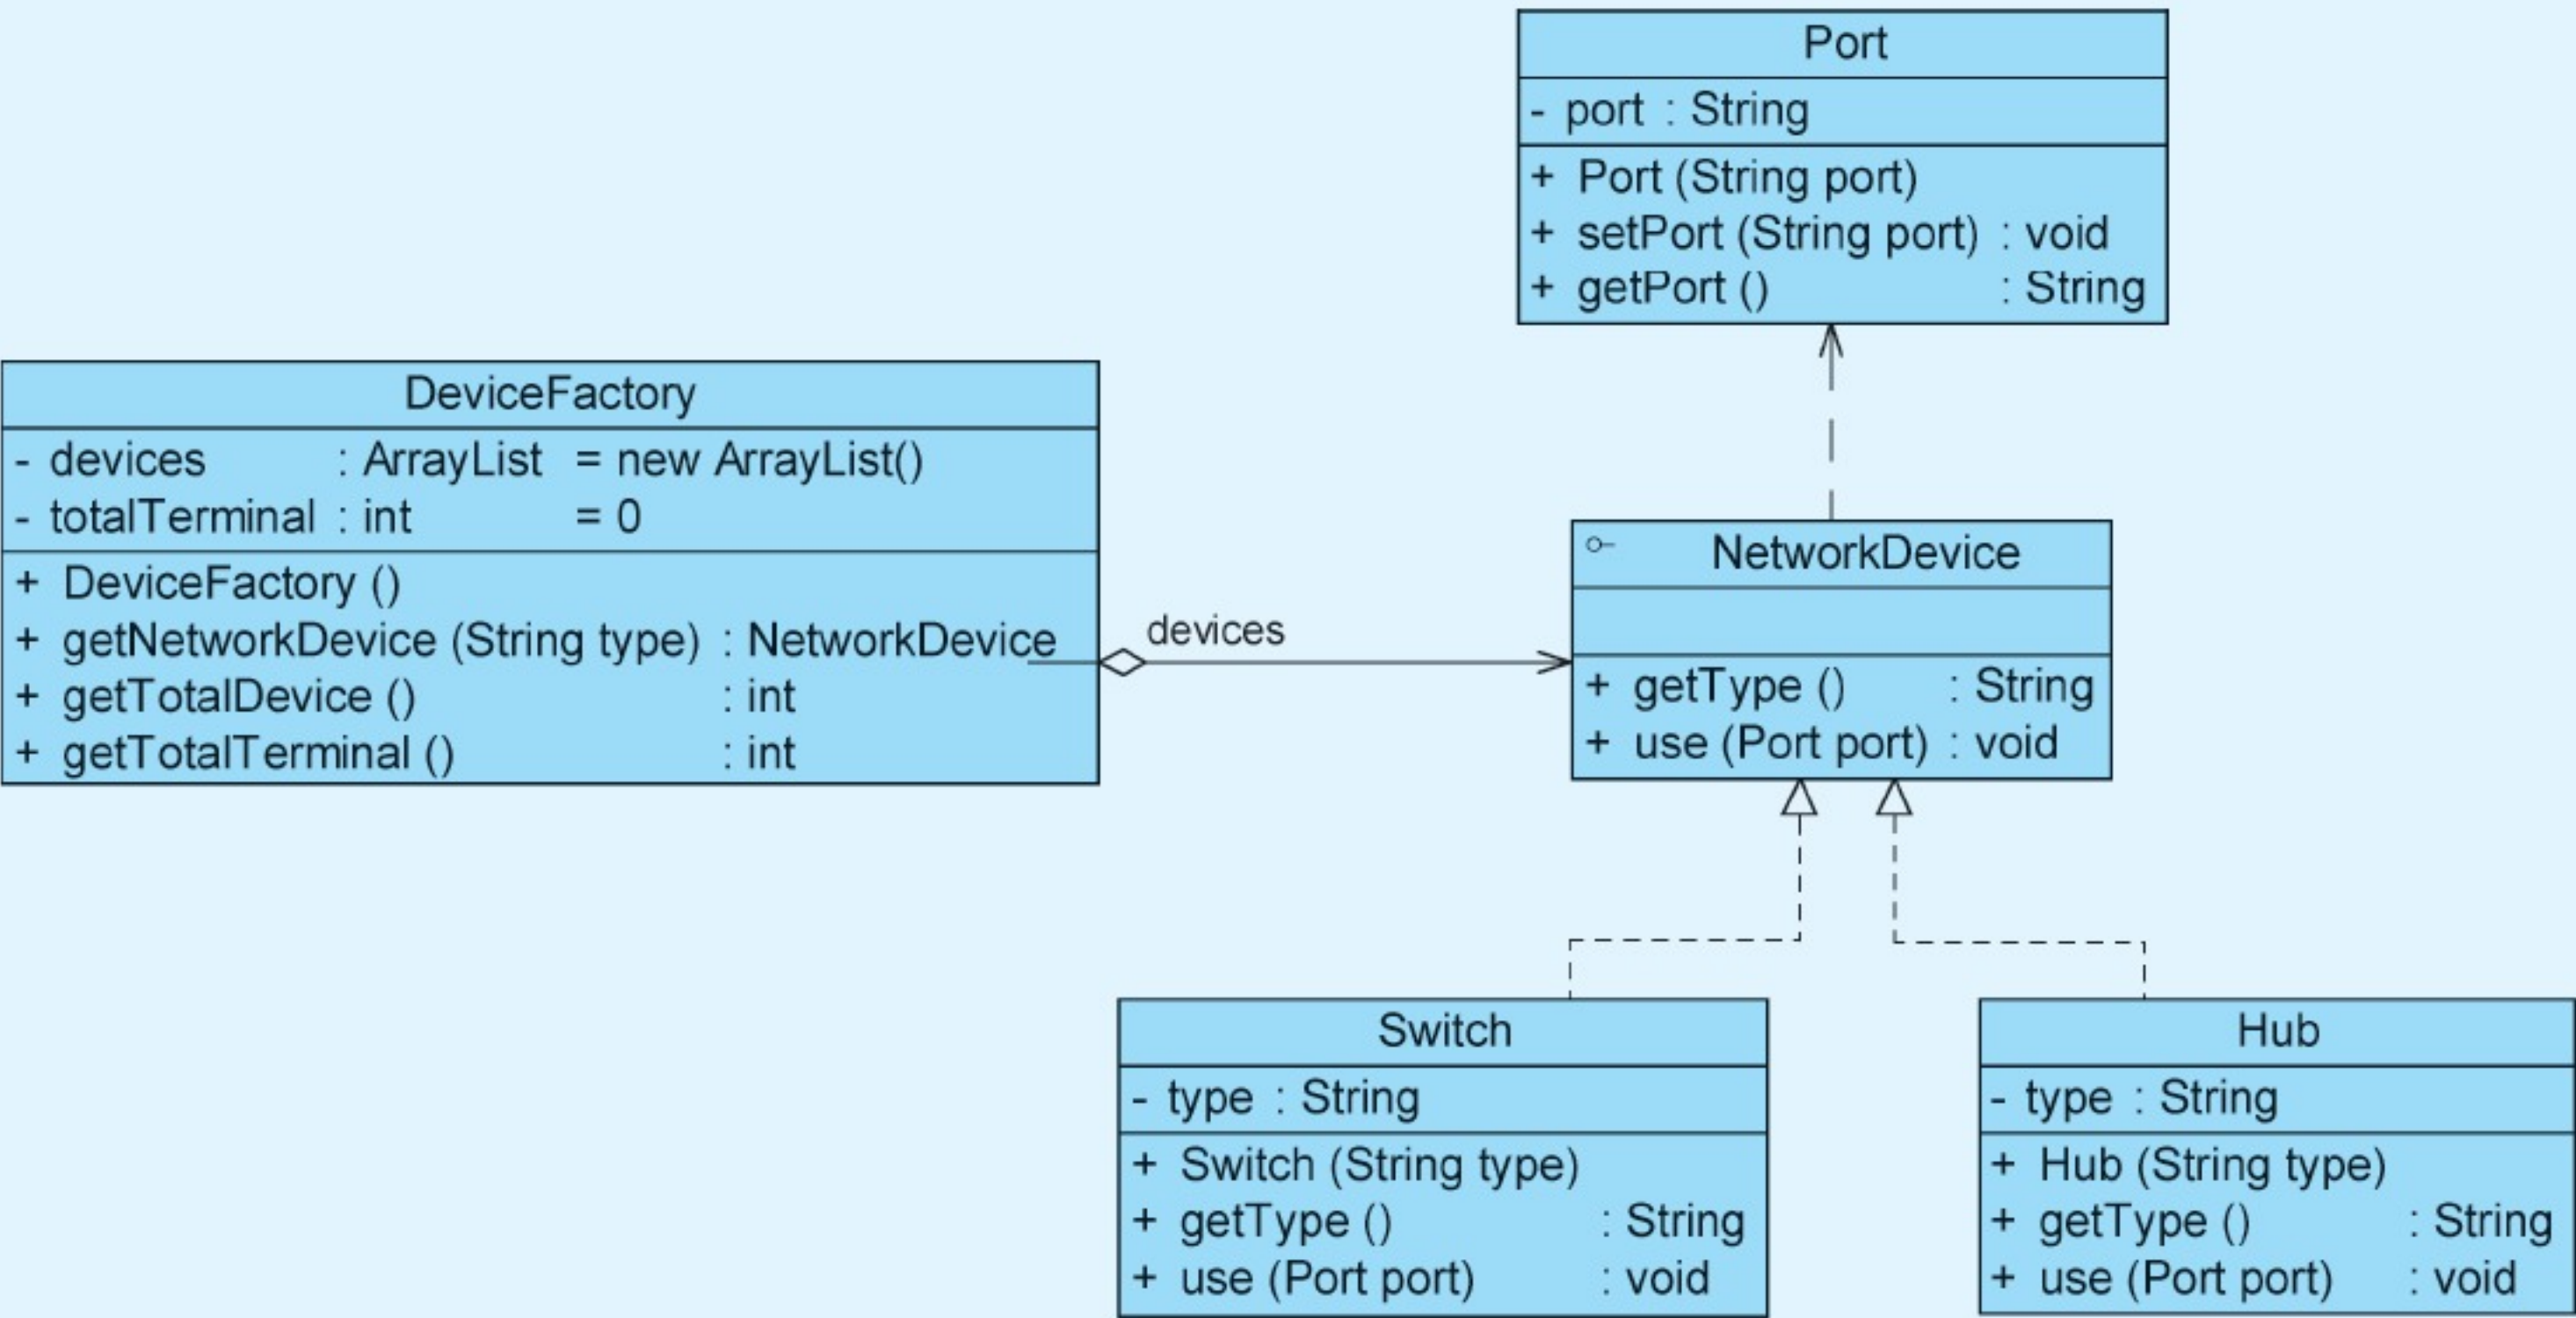 Port
- port : String
+ Port (String port)
+ setPort (String port) : void
+ getPort () : String
DeviceFactory
- devices : ArrayList = new ArrayList()
- totalTerminal : int = 0
+ DeviceFactory ()
+ getNetworkDevice (String type) : NetworkDevice
+ getTotalDevice () : int
+ getTotalTerminal () : int
devices
NetworkDevice
+ getType () : String
+ use (Port port) : void
Switch
- type : String
+ Switch (String type)
+ getType () : String
+ use (Port port) : void
Hub
- type : String
+ Hub (String type)
+ getType () : String
+ use (Port port) : void